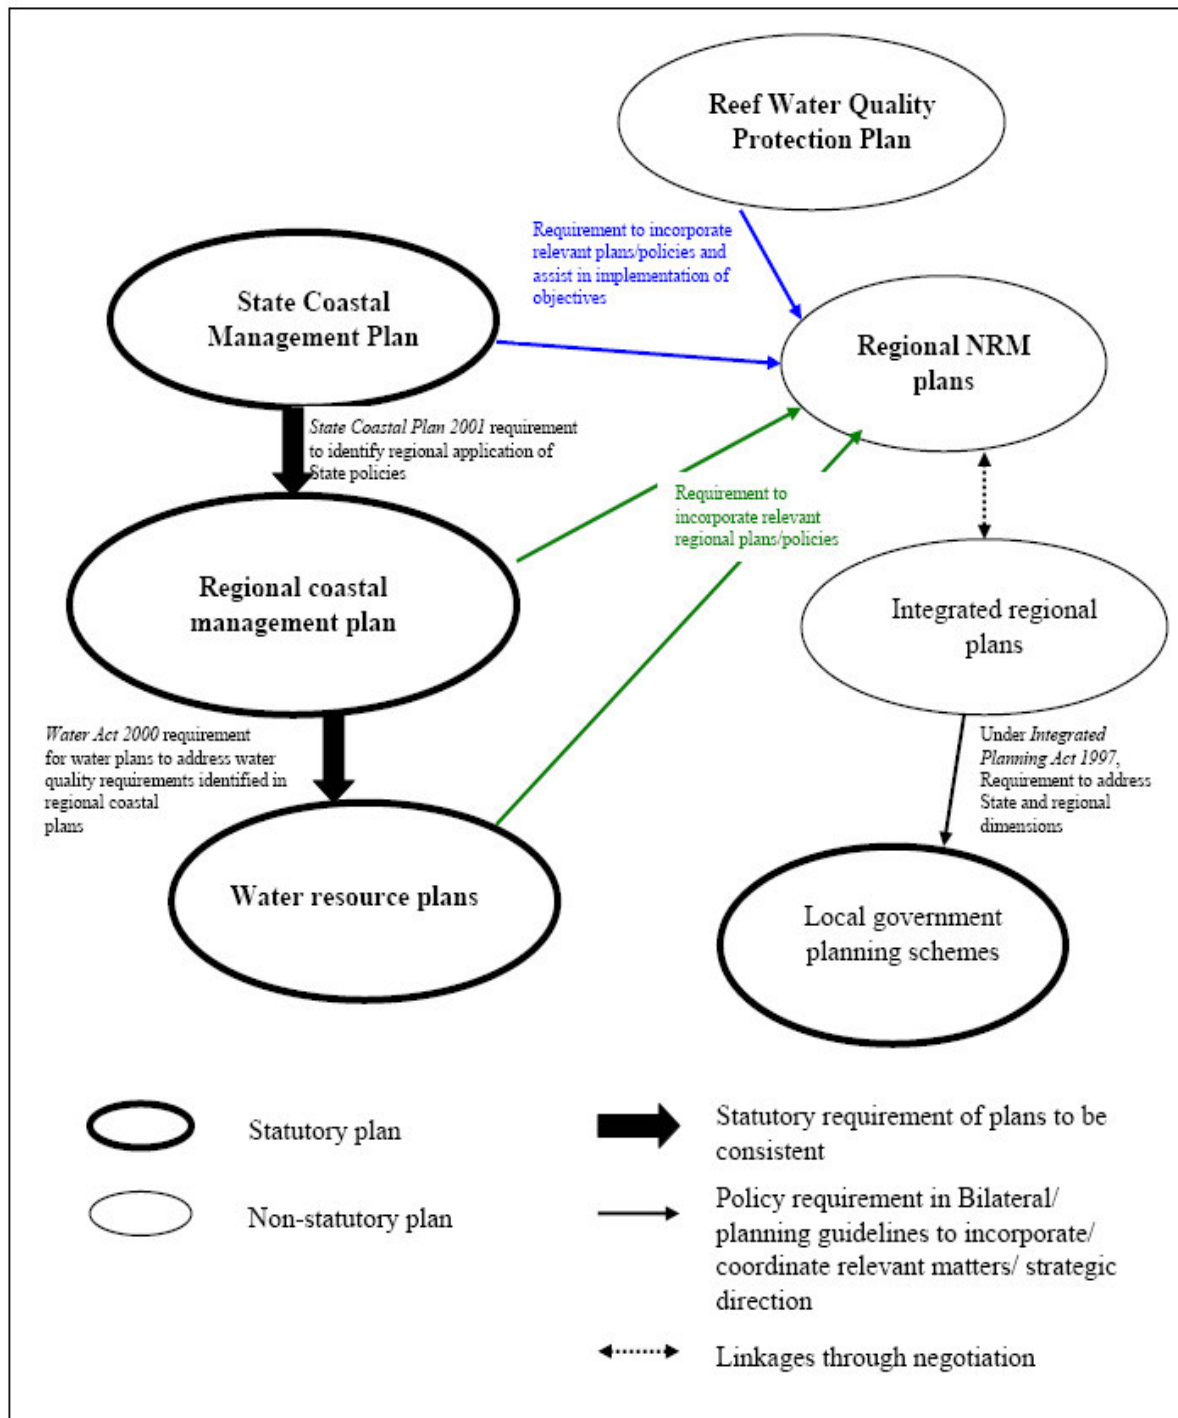 Reef Water Quality
Protection Plan
Requirement to incorporate
relevant plans/policies and
assist in implementation of
objectives
State Coastal
Management Plan
Regional NRM
plans
State Coastal Plan 2001 requirement
to identify regional application of
State policies
Requirement to
incorporate relevant
regional plans/policies
Regional coastal
management plan
Integrated regional
plans
Water Act 2000 requirement
for water plans to address water
quality requirements identified in
regional coastal
plans
Under Integrated
Planning Act 1997,
Requirement to address
State and regional
dimensions
Water resource plans
Local government
planning schemes
Statutory plan
Non-statutory plan
Statutory requirement of plans to be
consistent
Policy requirement in Bilateral/
planning guidelines to incorporate/
coordinate relevant matters/ strategic
direction
Linkages through negotiation